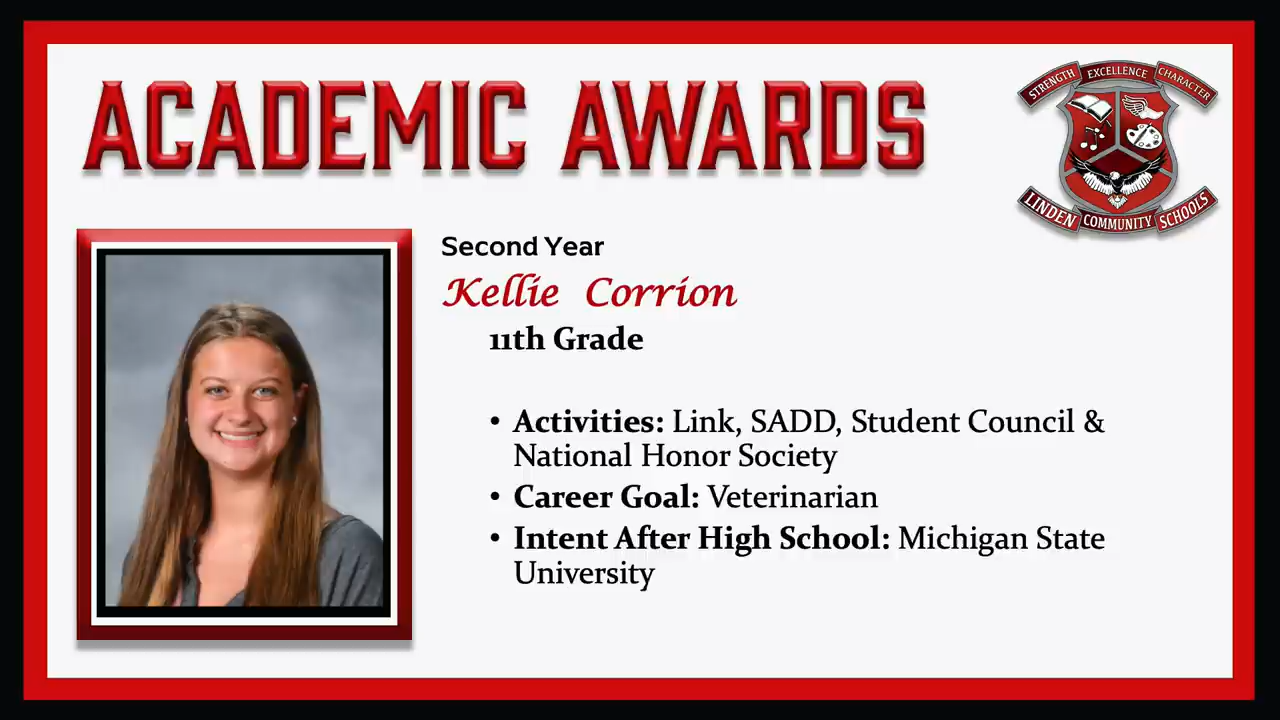 ACADEMIC AWARDS
STRENGTH EXCELLENCE CHARACTER
LINDEN COMMUNITY SCHOOLS
Second Year
Kellie Corrion
11th Grade
• Activities: Link, SADD, Student Council &
National Honor Society
• Career Goal: Veterinarian
• Intent After High School: Michigan State
University